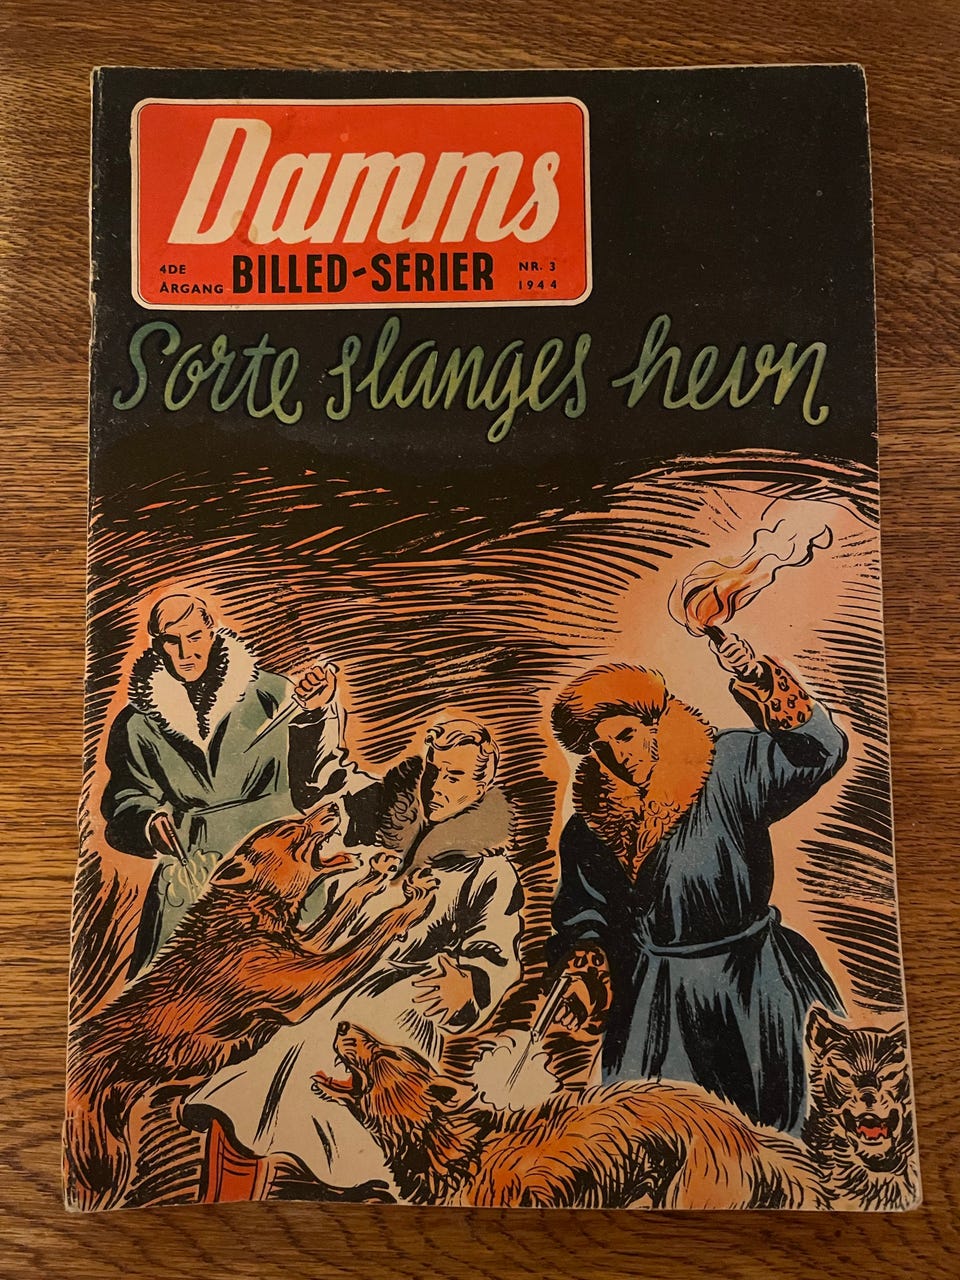 Damms
4DE ÅRGANG BILLED-SERIER NR. 3 1944
Sorte slanges hevn